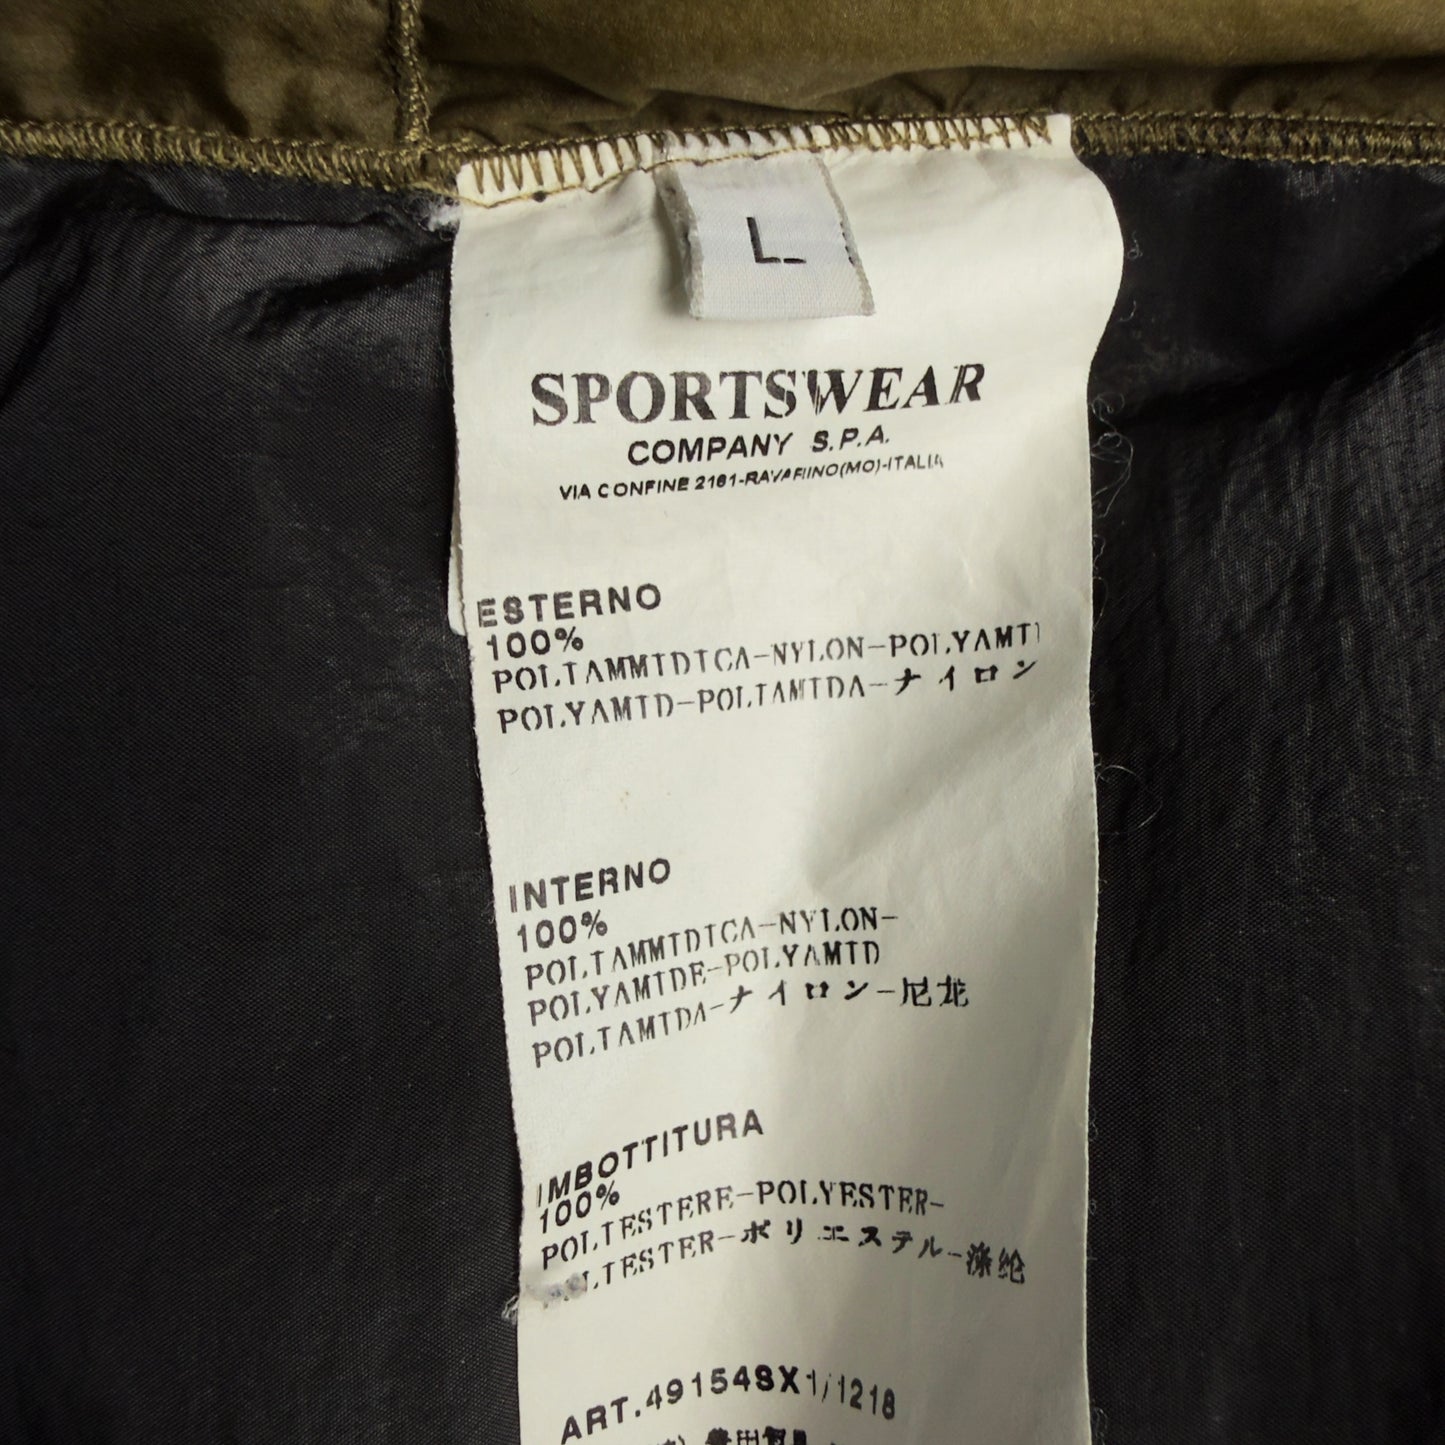 L
SPORTSWEAR
COMPANY S.P.A.
VIA CONFINE 2161-RAVARINO(MO)-ITALIA
ESTERNO
100%
POLIAMMIDICA-NYLON-POLYAMI
POLYAMID-POLIAMIDA-ナイロン
INTERNO
100%
POLIAMMIDICA-NYLON-
POLYAMIDE-POLYAMID
POLIAMIDA-ナイロン-尼龙
IMBOTTITURA
100%
POLIESTERE-POLYESTER-
POLIESTER-ポリエステル-涤纶
ART.49154SX1/1218